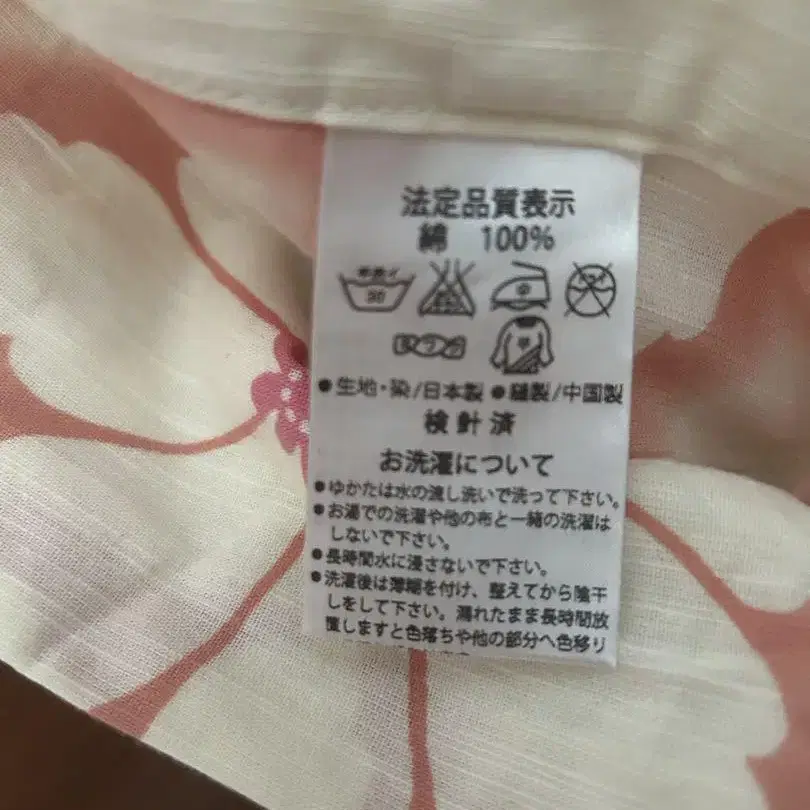 法定品質表示
綿 100%
手洗イ
30
中
ドライ
●生地・染/日本製 ●縫製/中国製
検針済
お洗濯について
●ゆかたは水の流し洗いで洗って下さい。
●お湯での洗濯や他の布と一緒の洗濯は
しないで下さい。
●長時間水に浸さないで下さい。
●洗濯後は薄糊を付け、整えてから陰干
しをして下さい。濡れたまま長時間放
置しますと色落ちや他の部分へ色移り